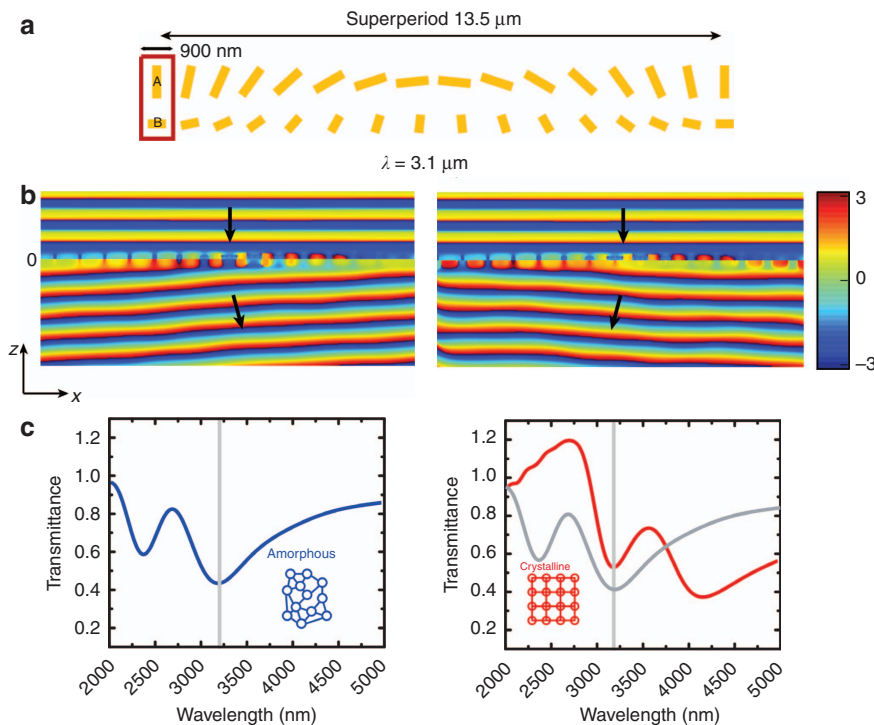 a
Superperiod 13.5 μm
900 nm
A
B
λ = 3.1 μm
b
3
0
0
−3
z
x
c
1.2
1.0
0.8
0.6
0.4
0.2
Transmittance
Amorphous
2000 2500 3000 3500 4000 4500 5000
Wavelength (nm)
1.2
1.0
0.8
0.6
0.4
0.2
Transmittance
Crystalline
2000 2500 3000 3500 4000 4500 5000
Wavelength (nm)